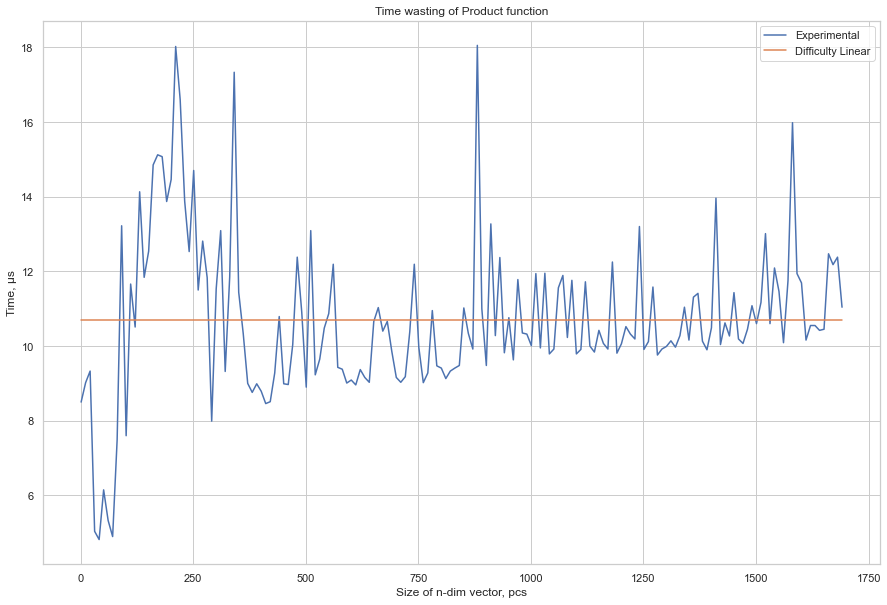 Time wasting of Product function
Experimental
Difficulty Linear
18
16
14
12
10
8
6
Time, μs
0 250 500 750 1000 1250 1500 1750
Size of n-dim vector, pcs